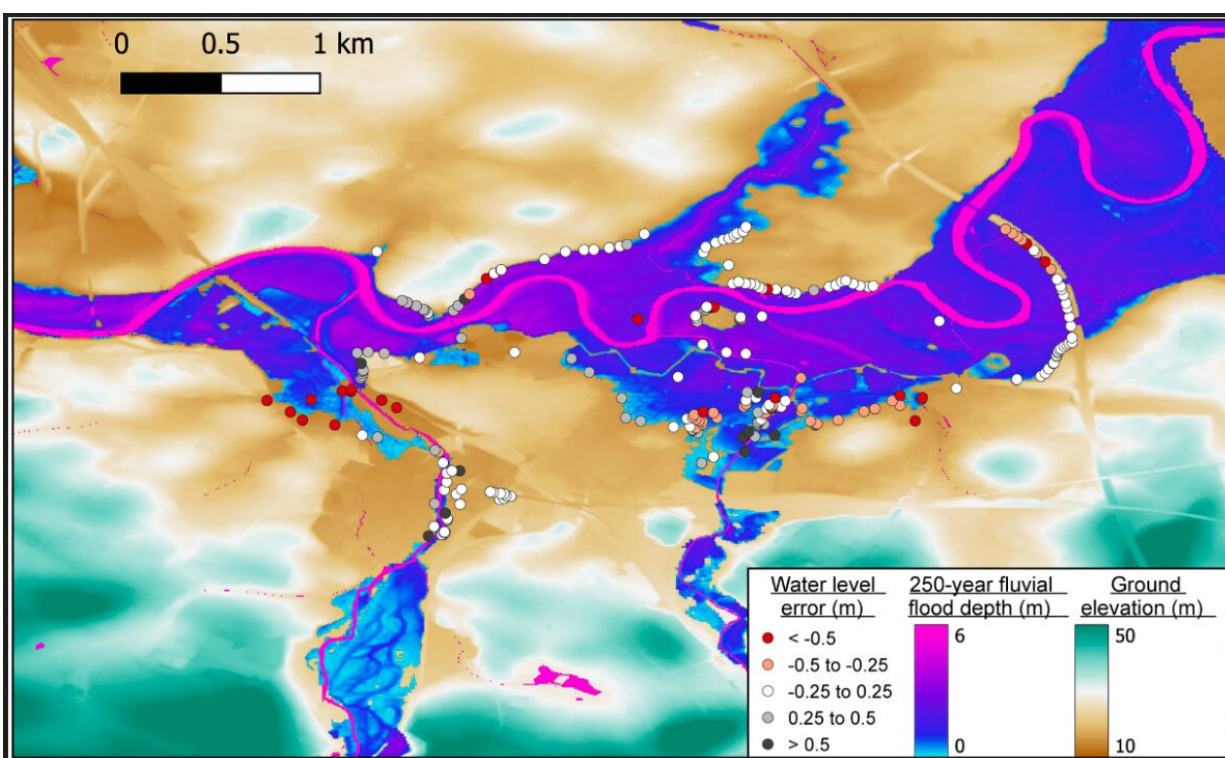 0 0.5 1 km
Water level 250-year fluvial Ground
error (m) flood depth (m) elevation (m)
< -0.5 6 50
-0.5 to -0.25
-0.25 to 0.25
0.25 to 0.5
> 0.5 0 10